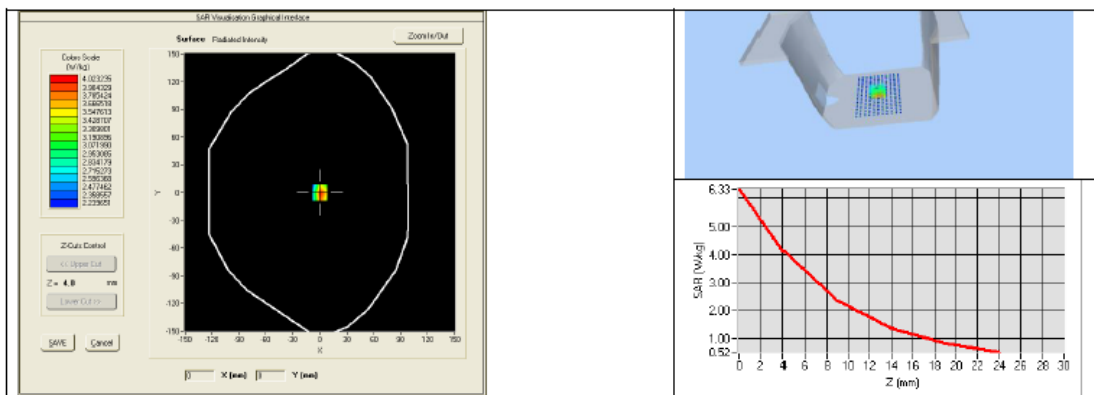 SAR Visualisation Graphical Interface
Surface Radiated Intensity
Zoom In/Out
Colors Scale
(W/kg)
4.023235
3.904329
3.785424
3.666518
3.547613
3.428707
3.309801
3.190896
3.071990
2.953085
2.834179
2.715273
2.596368
2.477462
2.358557
2.239651
150
120
90
60
30
0
-30
-60
-90
-120
-150
Y
-150 -120 -90 -60 -30 0 30 60 90 120 150
X
Z-Cuts Control
<< Upper Cut
Z = 4.0 mm
Lower Cut >>
SAVE Cancel
0 X (mm) 0 Y (mm)
6.33
5.00
4.00
3.00
2.00
1.00
0.52
SAR (W/kg)
0 2 4 6 8 10 12 14 16 18 20 22 24 26 28 30
Z (mm)